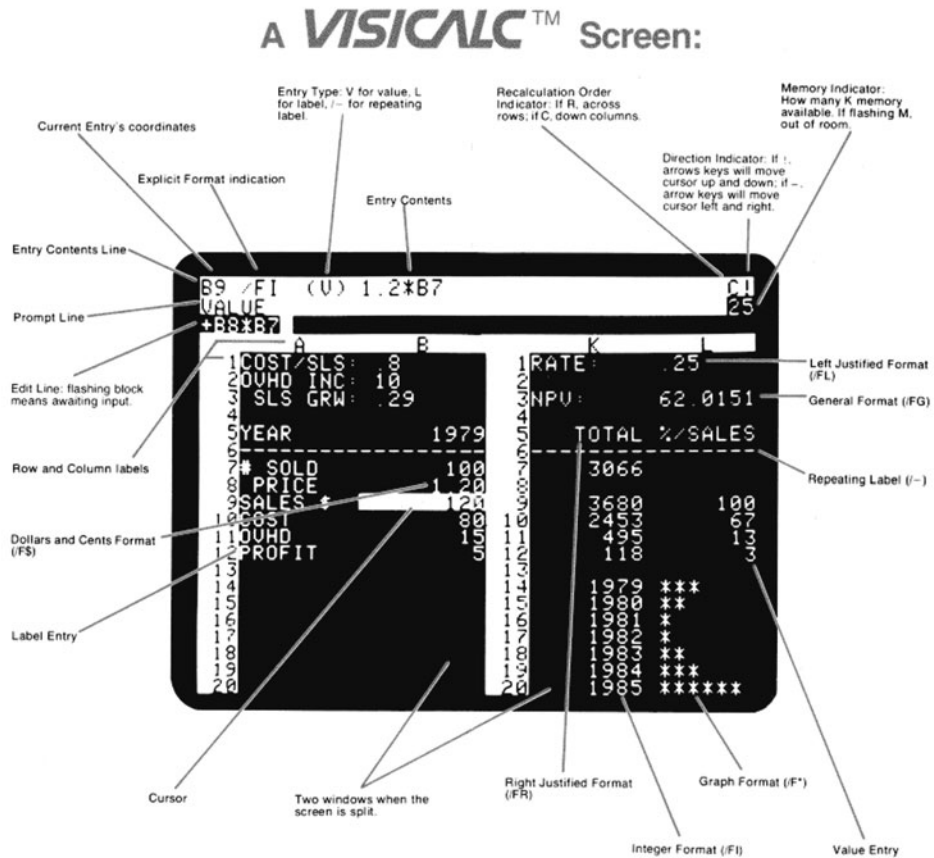 A VISICALC™ Screen:
Current Entry's coordinates
Explicit Format indication
Entry Type: V for value, L
for label, /– for repeating
label.
Entry Contents
Recalculation Order
Indicator: If R, across
rows; if C, down columns.
Memory Indicator:
How many K memory
available. If flashing M,
out of room.
Direction Indicator: If !,
arrows keys will move
cursor up and down; if –,
arrow keys will move
cursor left and right.
Entry Contents Line
Prompt Line
Edit Line: flashing block
means awaiting input.
Row and Column labels
Dollars and Cents Format
(/F$)
Label Entry
B9 /FI (V) 1.2*B7 C!
VALUE 25
+B8*B7
A B K L
1 COST/SLS: .8 1 RATE: .25
2 OVHD INC: 10 2
3 SLS GRW: .29 3 NPV: 62.0151
4 4
5 YEAR 1979 5 TOTAL %/SALES
6 -------------------- 6 --------------------
7 # SOLD 100 7 3066
8 PRICE 1.20 8
9 SALES $ 120 9 3680 100
10 COST 80 10 2453 67
11 OVHD 15 11 495 13
12 PROFIT 5 12 118 3
13 13
14 14 1979 ***
15 15 1980 **
16 16 1981 *
17 17 1982 *
18 18 1983 **
19 19 1984 ***
20 20 1985 ******
Left Justified Format
(/FL)
General Format (/FG)
Repeating Label (/–)
Cursor
Two windows when the
screen is split.
Right Justified Format
(/FR)
Graph Format (/F*)
Integer Format (/FI)
Value Entry